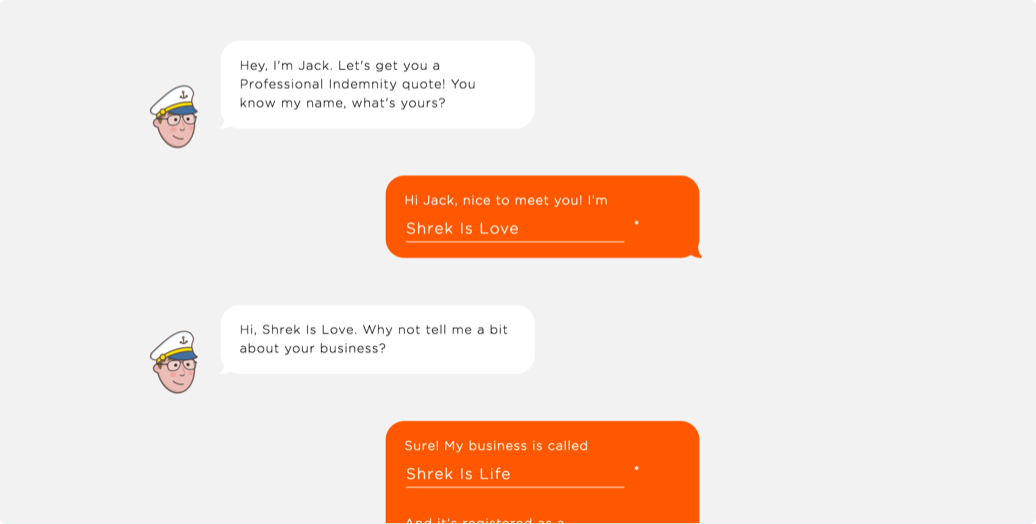 Hey, I'm Jack. Let's get you a
Professional Indemnity quote! You
know my name, what's yours?
Hi Jack, nice to meet you! I'm
Shrek Is Love *
Hi, Shrek Is Love. Why not tell me a bit
about your business?
Sure! My business is called
Shrek Is Life *
And it's registered as a